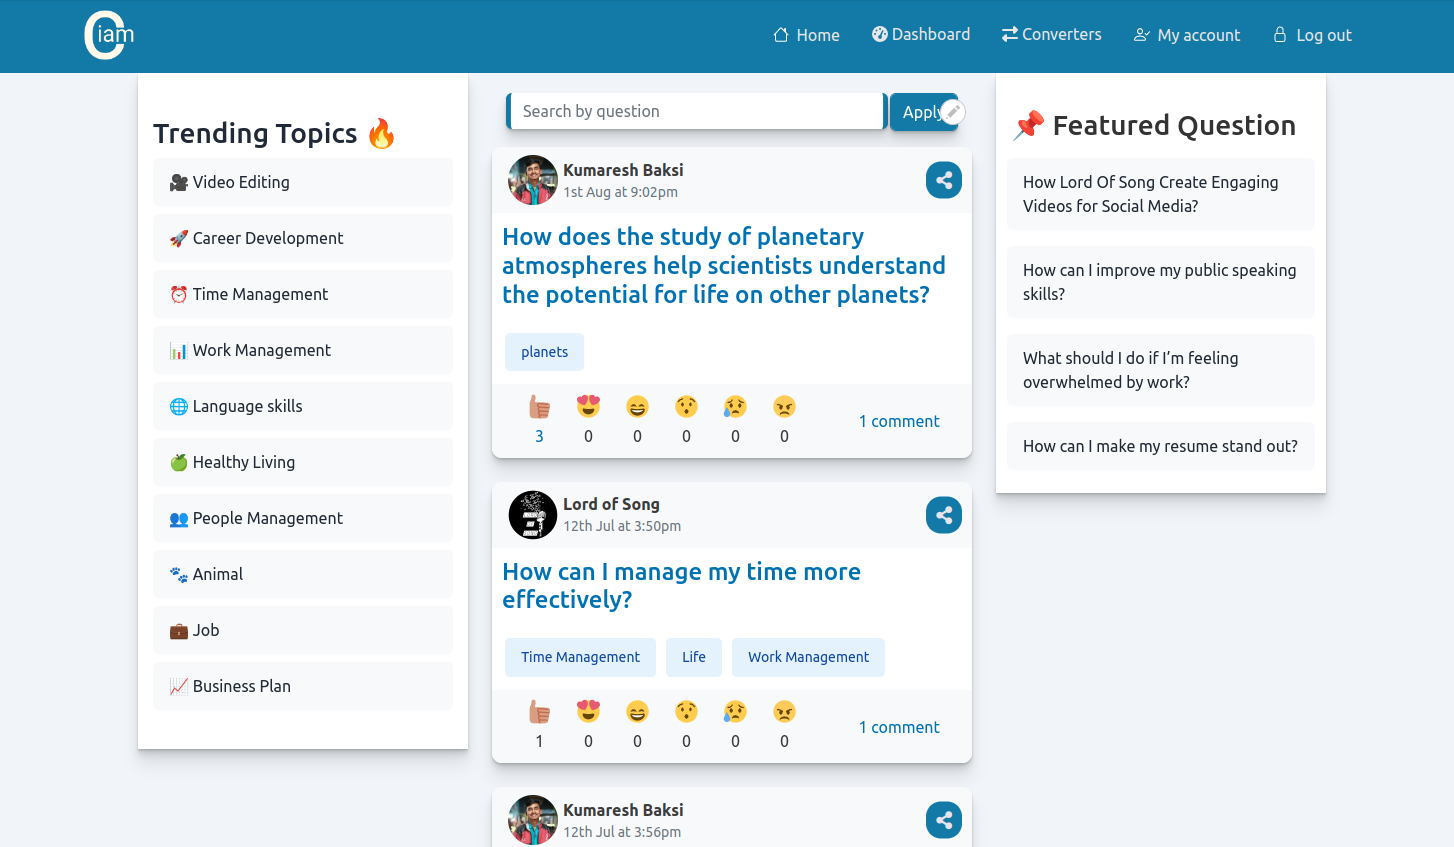 Ciam
Home
Dashboard
Converters
My account
Log out
Trending Topics 🔥
🎥 Video Editing
🚀 Career Development
⏰ Time Management
📊 Work Management
🌐 Language skills
🍏 Healthy Living
👥 People Management
🐾 Animal
💼 Job
📈 Business Plan
Search by question
Apply
Kumaresh Baksi
1st Aug at 9:02pm
How does the study of planetary
atmospheres help scientists understand
the potential for life on other planets?
planets
3 0 0 0 0 0
1 comment
Lord of Song
12th Jul at 3:50pm
How can I manage my time more
effectively?
Time Management
Life
Work Management
1 0 0 0 0 0
1 comment
Kumaresh Baksi
12th Jul at 3:56pm
📌 Featured Question
How Lord Of Song Create Engaging
Videos for Social Media?
How can I improve my public speaking
skills?
What should I do if I’m feeling
overwhelmed by work?
How can I make my resume stand out?